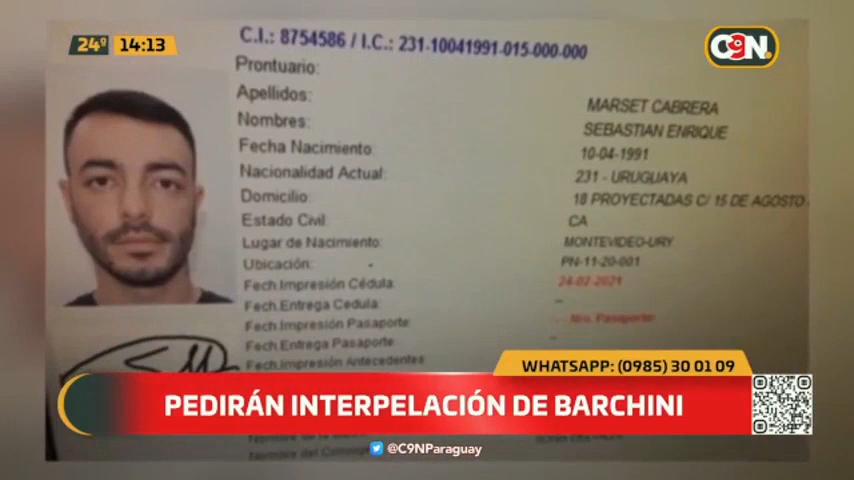 24º 14:13
C9N
C.I.: 8754586 / I.C.: 231-10041991-015-000-000
Prontuario:
Apellidos: MARSET CABRERA
Nombres: SEBASTIAN ENRIQUE
Fecha Nacimiento: 10-04-1991
Nacionalidad Actual: 231 - URUGUAYA
Domicilio: 18 PROYECTADAS C/ 15 DE AGOSTO
Estado Civil: CA
Lugar de Nacimiento: MONTEVIDEO-URY
Ubicación: PN-11-20-001
Fech.Impresión Cédula: 24-02-2021
Fech.Entrega Cedula: --
Fech.Impresión Pasaporte: Nro. Pasaporte:
Fech.Entrega Pasaporte: --
Fech.Impresión Antecedentes
WHATSAPP: (0985) 30 01 09
PEDIRÁN INTERPELACIÓN DE BARCHINI
@C9NParaguay